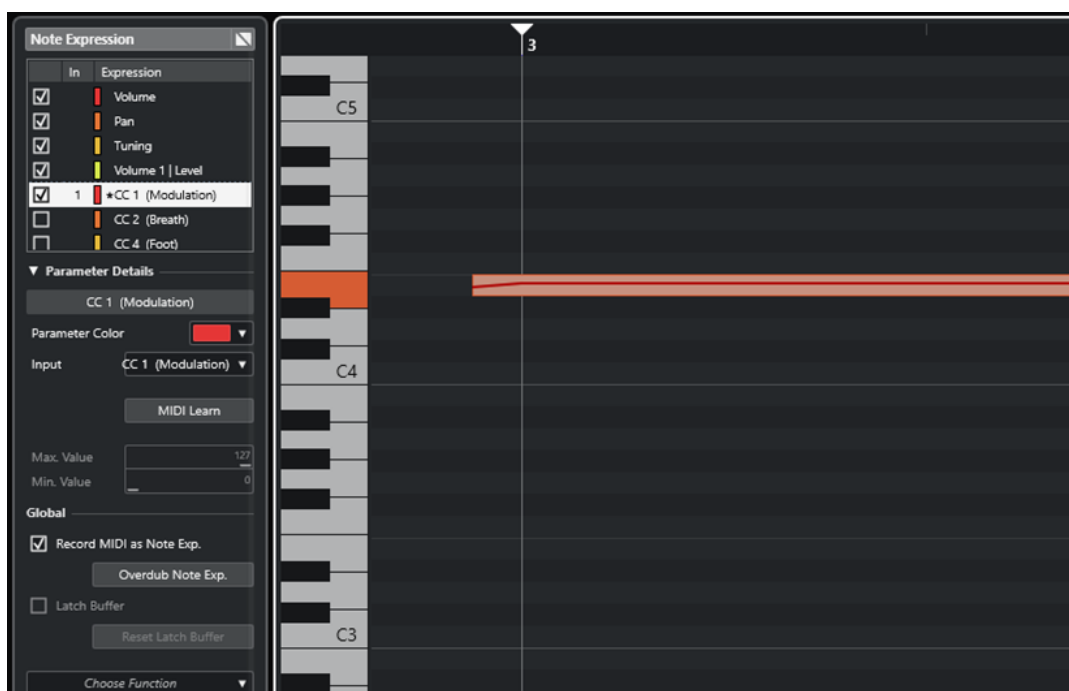 Note Expression
In Expression
Volume
Pan
Tuning
Volume 1 | Level
1 *CC 1 (Modulation)
CC 2 (Breath)
CC 4 (Foot)
▼ Parameter Details
CC 1 (Modulation)
Parameter Color
Input CC 1 (Modulation) ▼
MIDI Learn
Max. Value 127
Min. Value 0
Global
Record MIDI as Note Exp.
Overdub Note Exp.
Latch Buffer
Reset Latch Buffer
Choose Function ▼
3
C5
C4
C3